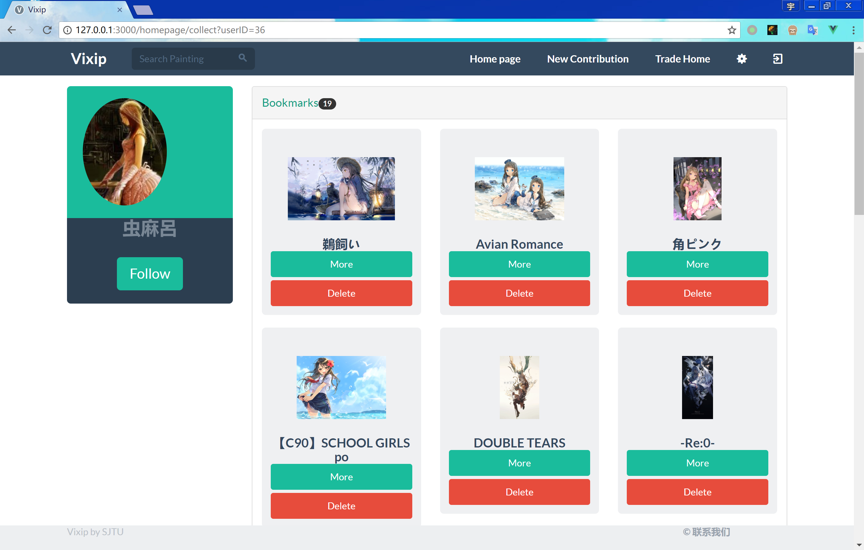 Vixip
宇
127.0.0.1:3000/homepage/collect?userID=36
Vixip
Search Painting
Home page
New Contribution
Trade Home
虫麻呂
Follow
Bookmarks 19
鵜飼い
More
Delete
Avian Romance
More
Delete
角ピンク
More
Delete
【C90】SCHOOL GIRLS
po
More
Delete
DOUBLE TEARS
More
Delete
-Re:0-
More
Delete
Vixip by SJTU
© 联系我们